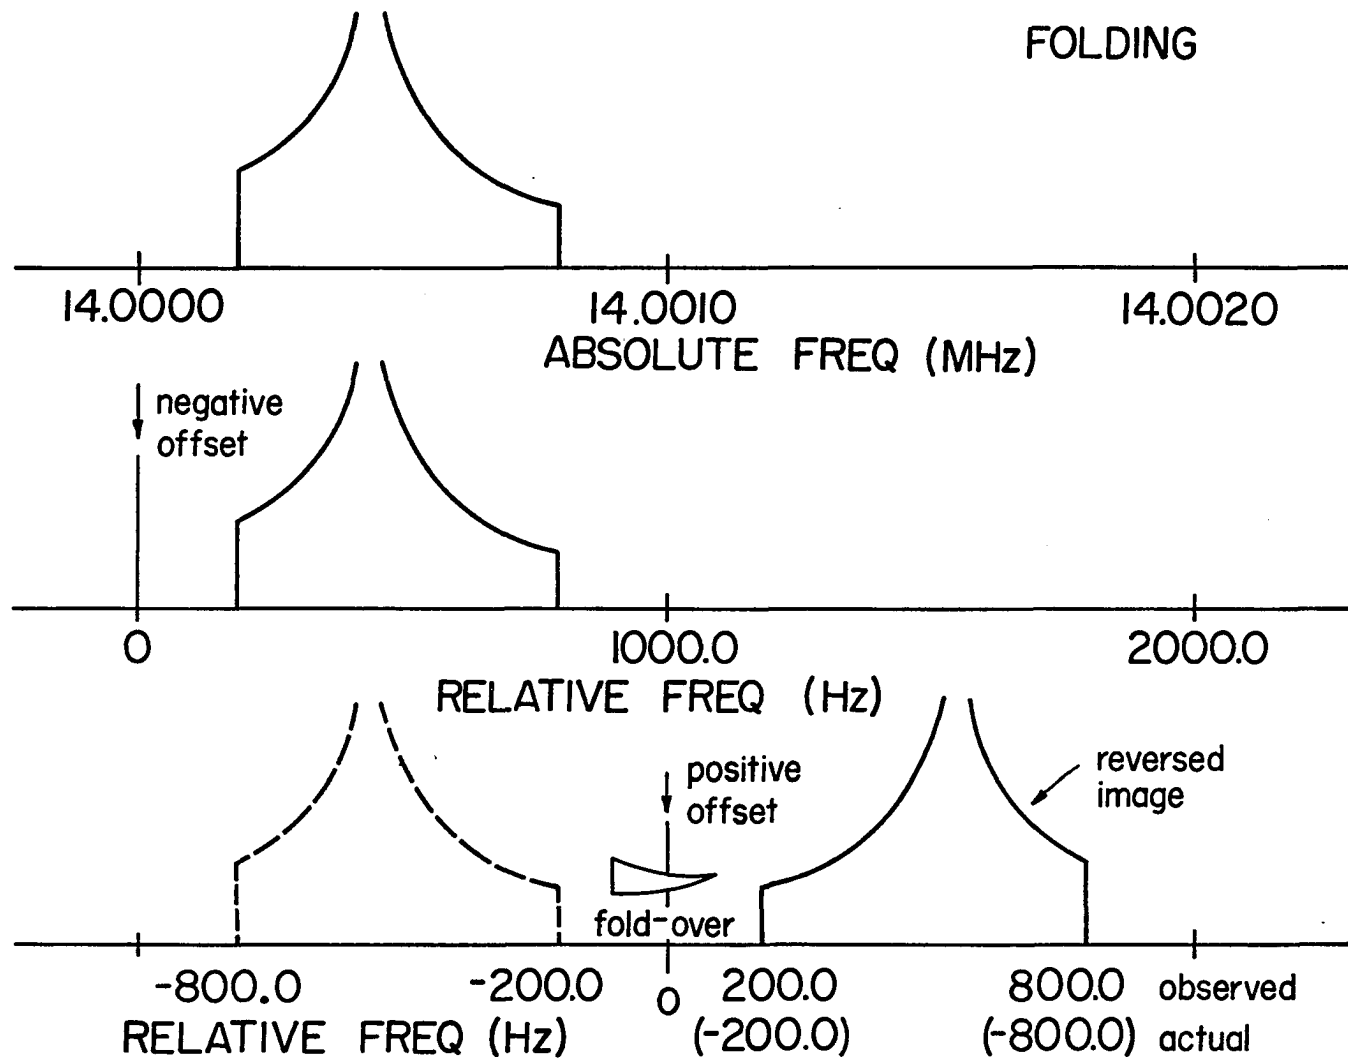 FOLDING
14.0000 14.0010 14.0020
ABSOLUTE FREQ (MHz)
negative
offset
0 1000.0 2000.0
RELATIVE FREQ (Hz)
positive
offset
reversed
image
fold-over
-800.0 -200.0 0 200.0 800.0 observed
RELATIVE FREQ (Hz) (-200.0) (-800.0) actual